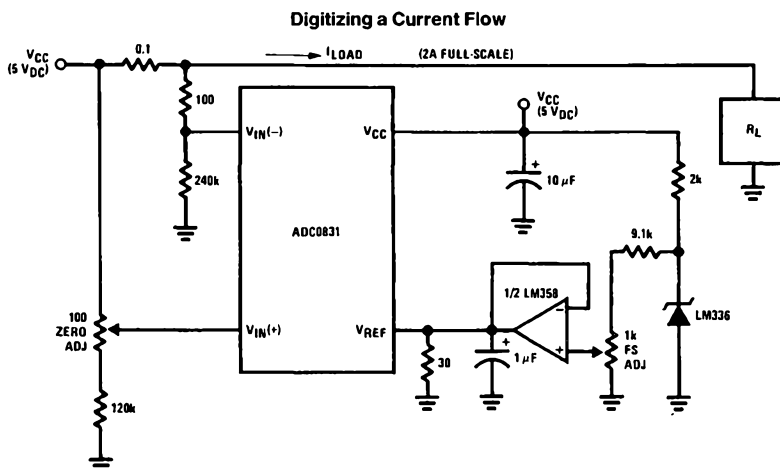 Digitizing a Current Flow
VCC
(5 VDC)
0.1
ILOAD
(2A FULL-SCALE)
100
VIN(–)
240k
ADC0831
VCC
VCC
(5 VDC)
+
10 µF
RL
2k
9.1k
LM336
100
ZERO
ADJ
VIN(+)
120k
VREF
30
+
1 µF
1/2 LM358
–
+
1k
FS
ADJ